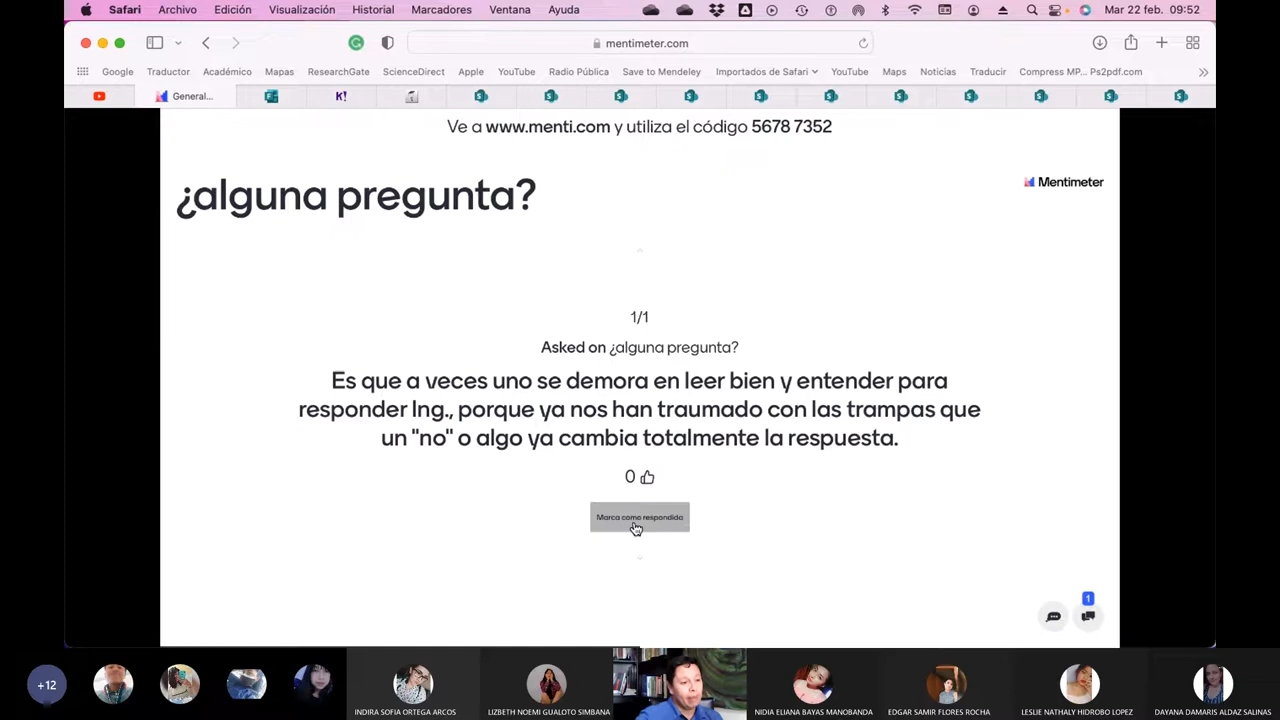 Safari Archivo Edición Visualización Historial Marcadores Ventana Ayuda Mar 22 feb. 09:52
mentimeter.com
Google Traductor Académico Mapas ResearchGate ScienceDirect Apple YouTube Radio Pública Save to Mendeley Importados de Safari YouTube Maps Noticias Traducir Compress MP... Ps2pdf.com
General... K!
Ve a www.menti.com y utiliza el código 5678 7352
¿alguna pregunta?
Mentimeter
1/1
Asked on ¿alguna pregunta?
Es que a veces uno se demora en leer bien y entender para
responder Ing., porque ya nos han traumado con las trampas que
un "no" o algo ya cambia totalmente la respuesta.
0
Marca como respondida
1
+12
INDIRA SOFIA ORTEGA ARCOS LIZBETH NOEMI GUALOTO SIMBANA NIDIA ELIANA BAYAS MANOBANDA EDGAR SAMIR FLORES ROCHA LESLIE NATHALY HIDROBO LOPEZ DAYANA DAMARIS ALDAZ SALINAS